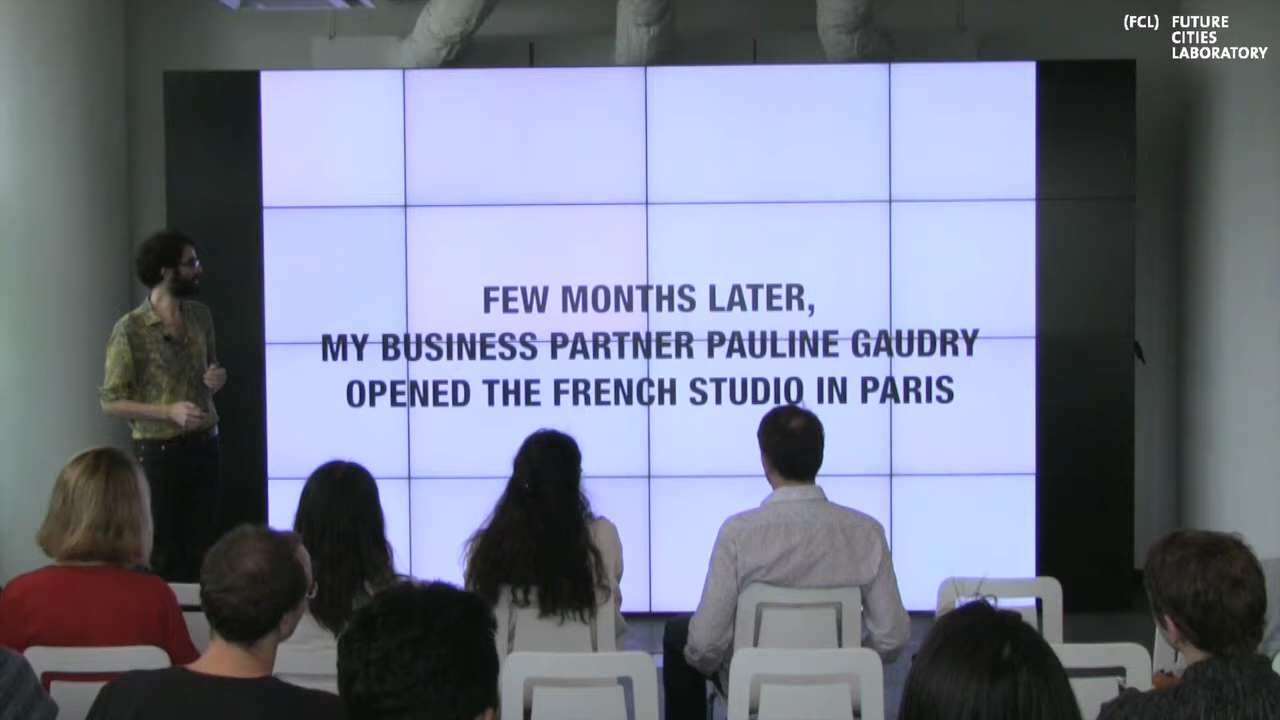 (FCL) FUTURE
CITIES
LABORATORY
FEW MONTHS LATER,
MY BUSINESS PARTNER PAULINE GAUDRY
OPENED THE FRENCH STUDIO IN PARIS